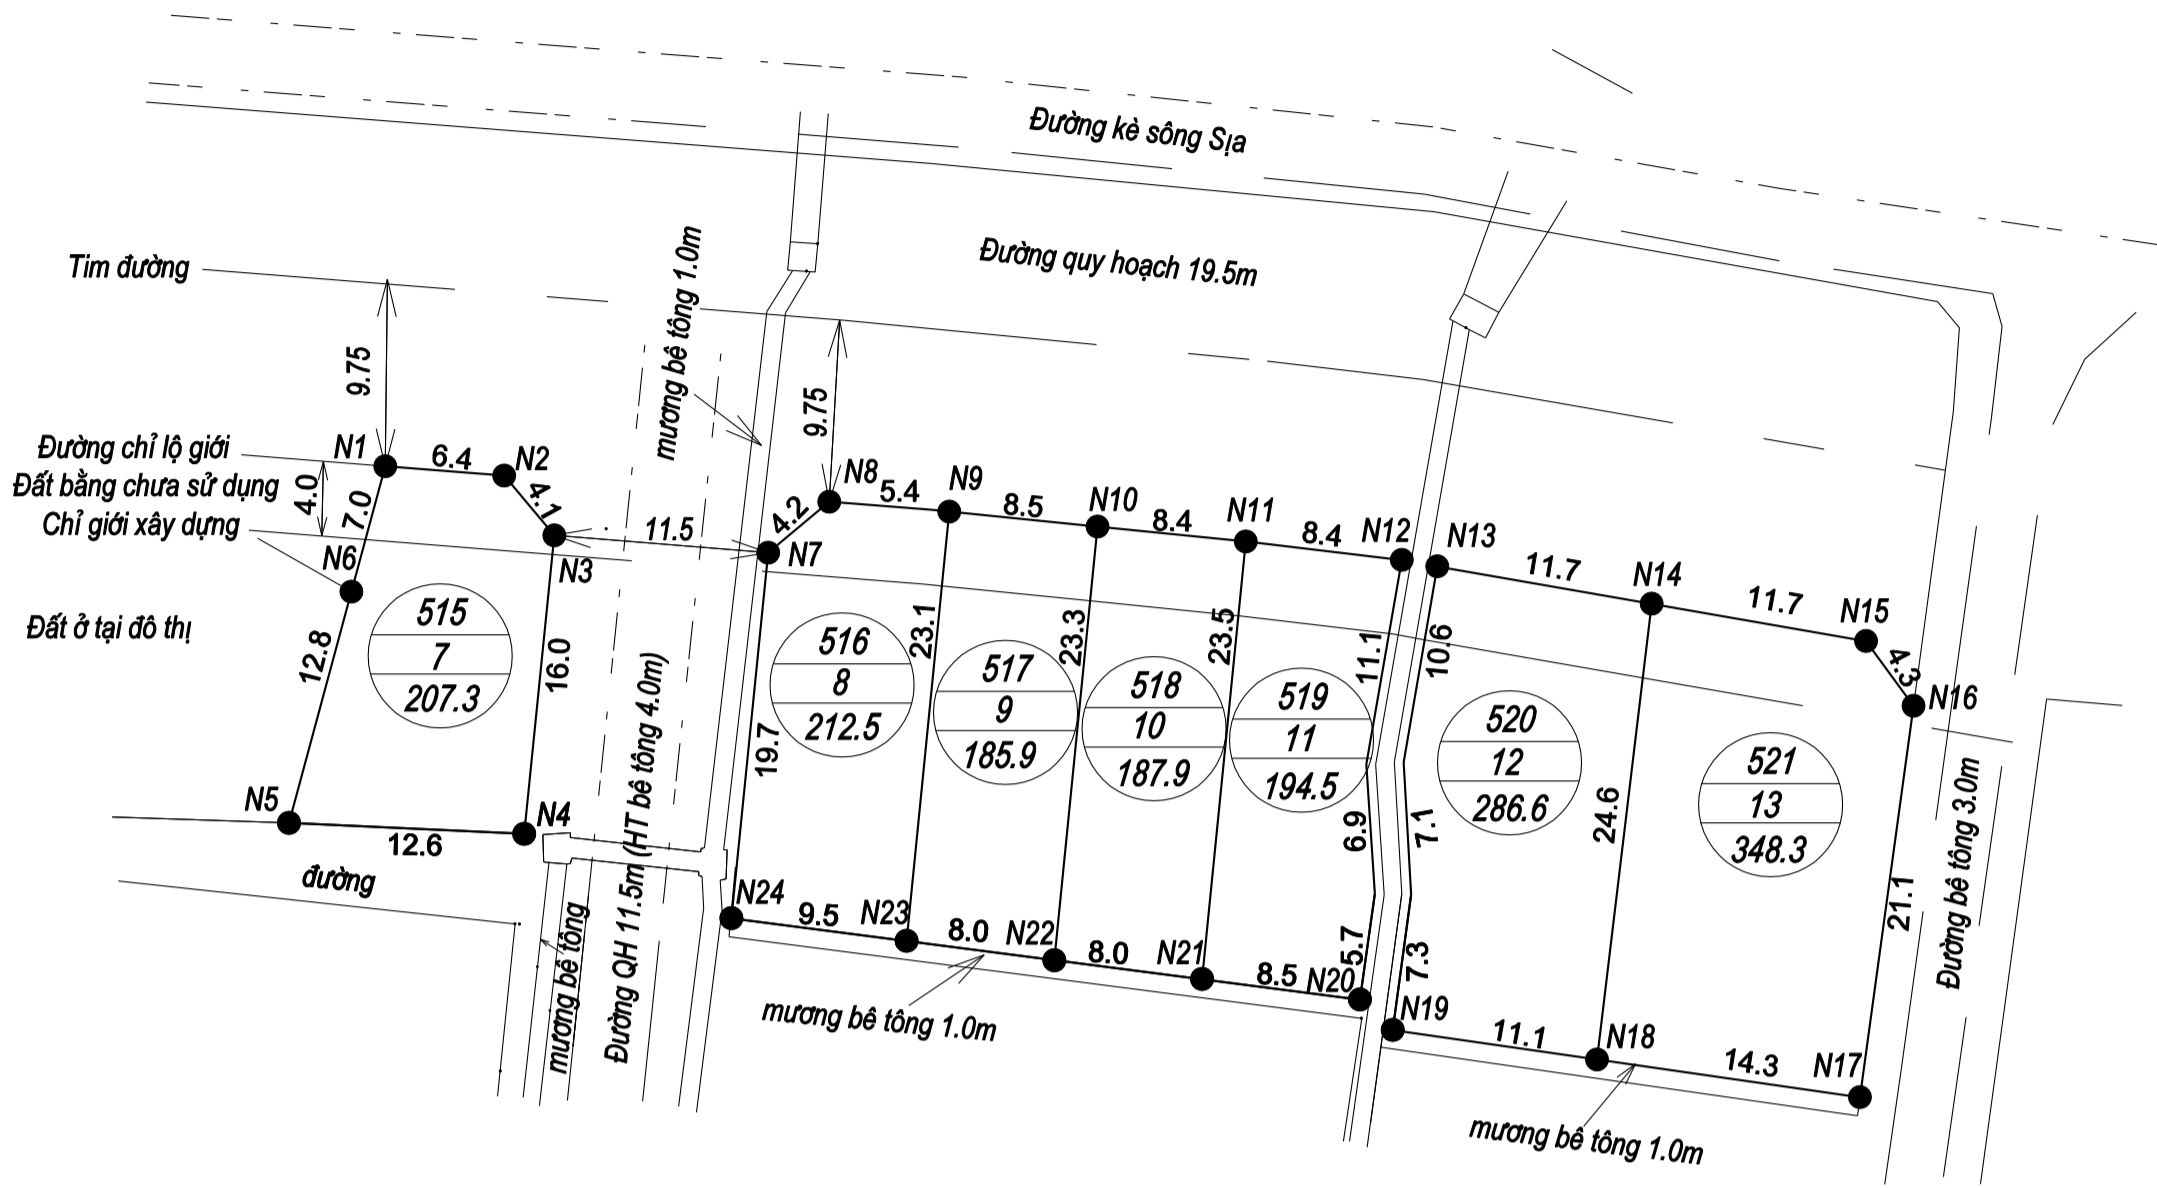 Đường kè sông Sịa
Đường quy hoạch 19.5m
Tim đường
mương bê tông 1.0m
9.75
9.75
Đường chỉ lộ giới
Đất bằng chưa sử dụng
Chỉ giới xây dựng
Đất ở tại đô thị
4.0
N1
6.4
N2
4.1
7.0
N6
N3
11.5
12.8
515
7
207.3
16.0
N5
12.6
N4
đường
mương bê tông
Đường QH 11.5m (HT bê tông 4.0m)
N7
4.2
N8
5.4
N9
8.5
N10
8.4
N11
8.4
N12
N13
11.7
N14
11.7
N15
4.3
N16
19.7
516
8
212.5
23.1
517
9
185.9
23.3
518
10
187.9
23.5
519
11
194.5
11.1
6.9
5.7
10.6
7.1
7.3
520
12
286.6
24.6
521
13
348.3
21.1
Đường bê tông 3.0m
N24
9.5
N23
8.0
N22
8.0
N21
8.5
N20
N19
11.1
N18
14.3
N17
mương bê tông 1.0m
mương bê tông 1.0m